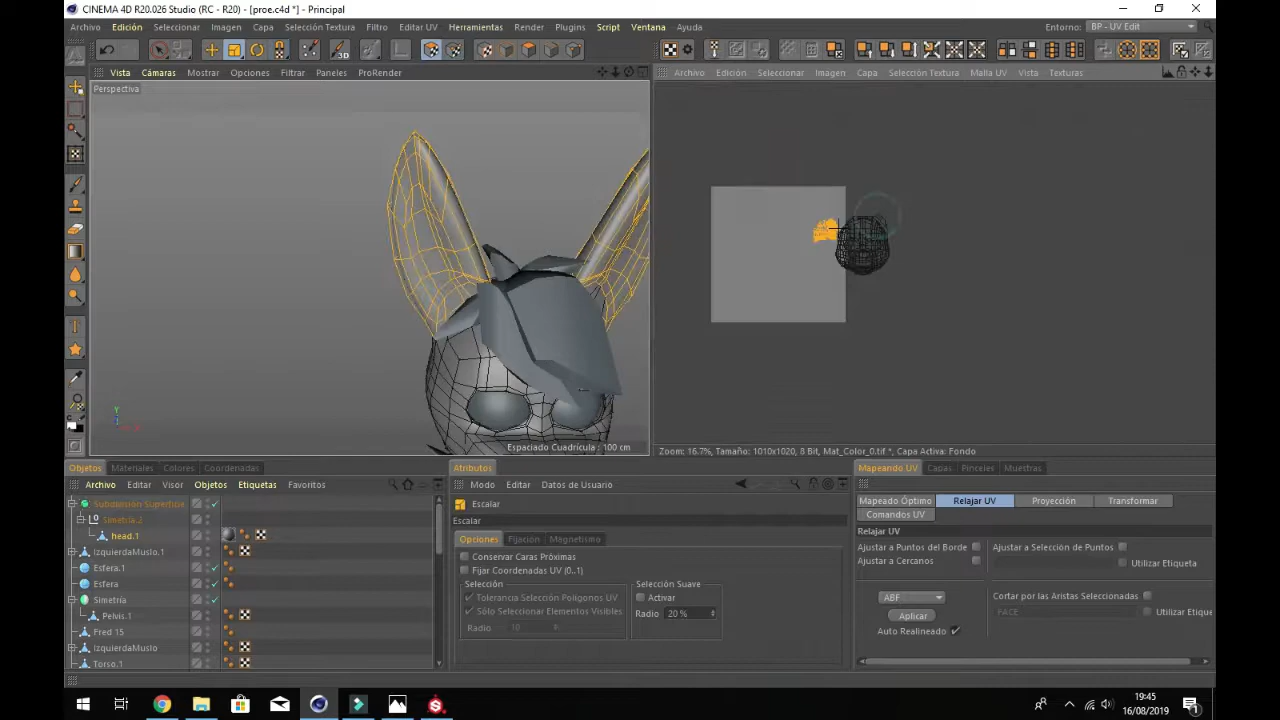 CINEMA 4D R20.026 Studio (RC - R20) - [proe.c4d *] - Principal
Archivo Edición Seleccionar Imagen Capa Selección Textura Filtro Editar UV Herramientas Render Plugins Script Ventana Ayuda
Entorno: BP - UV Edit
Vista Cámaras Mostrar Opciones Filtrar Paneles ProRender
Archivo Edición Seleccionar Imagen Capa Selección Textura Malla UV Vista Texturas
Perspectiva
Y
Espaciado Cuadrícula : 100 cm
Zoom: 16.7%, Tamaño: 1010x1020, 8 Bit, Mat_Color_0.tif *, Capa Activa: Fondo
Objetos Materiales Colores Coordenadas
Atributos
Mapeando UV Capas Pinceles Muestras
Archivo Editar Visor Objetos Etiquetas Favoritos
Modo Editar Datos de Usuario
Mapeado Óptimo Relajar UV Proyección Transformar
Comandos UV
Simetría.2
head.1
IzquierdaMuslo.1
Esfera.1
Esfera
Simetría
Pelvis.1
Fred 15
IzquierdaMuslo
Torso.1
Escalar
Escalar
Opciones Fijación Magnetismo
Conservar Caras Próximas
Fijar Coordenadas UV (0..1)
Selección
Tolerancia Selección Polígonos UV
Sólo Seleccionar Elementos Visibles
Radio 10
Selección Suave
Activar
Radio 20 %
Relajar UV
Ajustar a Puntos del Borde
Ajustar a Selección de Puntos
Ajustar a Cercanos
Utilizar Etiqueta
ABF
Cortar por las Aristas Seleccionadas
Aplicar
FACE
Utilizar Etique
Auto Realineado
19:45
16/08/2019
1